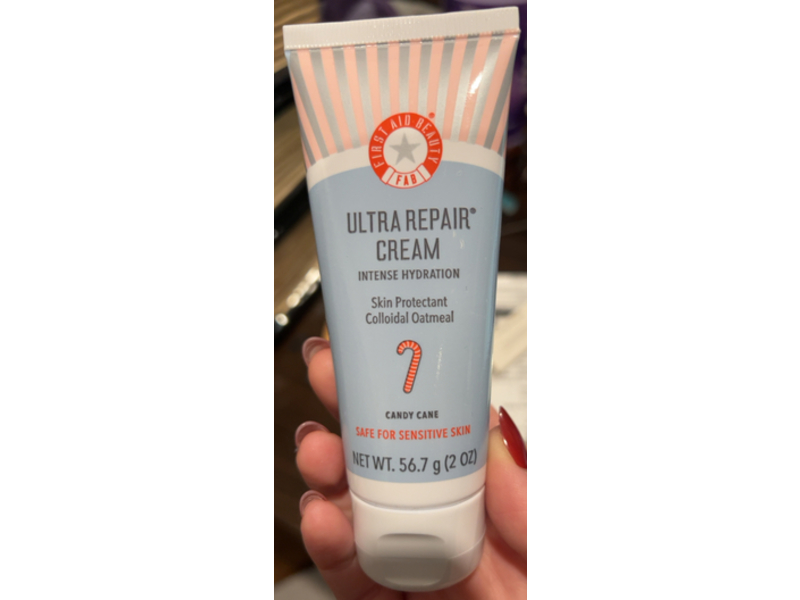 FIRST AID BEAUTY®
FAB
ULTRA REPAIR®
CREAM
INTENSE HYDRATION
Skin Protectant
Colloidal Oatmeal
CANDY CANE
SAFE FOR SENSITIVE SKIN
NET WT. 56.7 g (2 OZ)